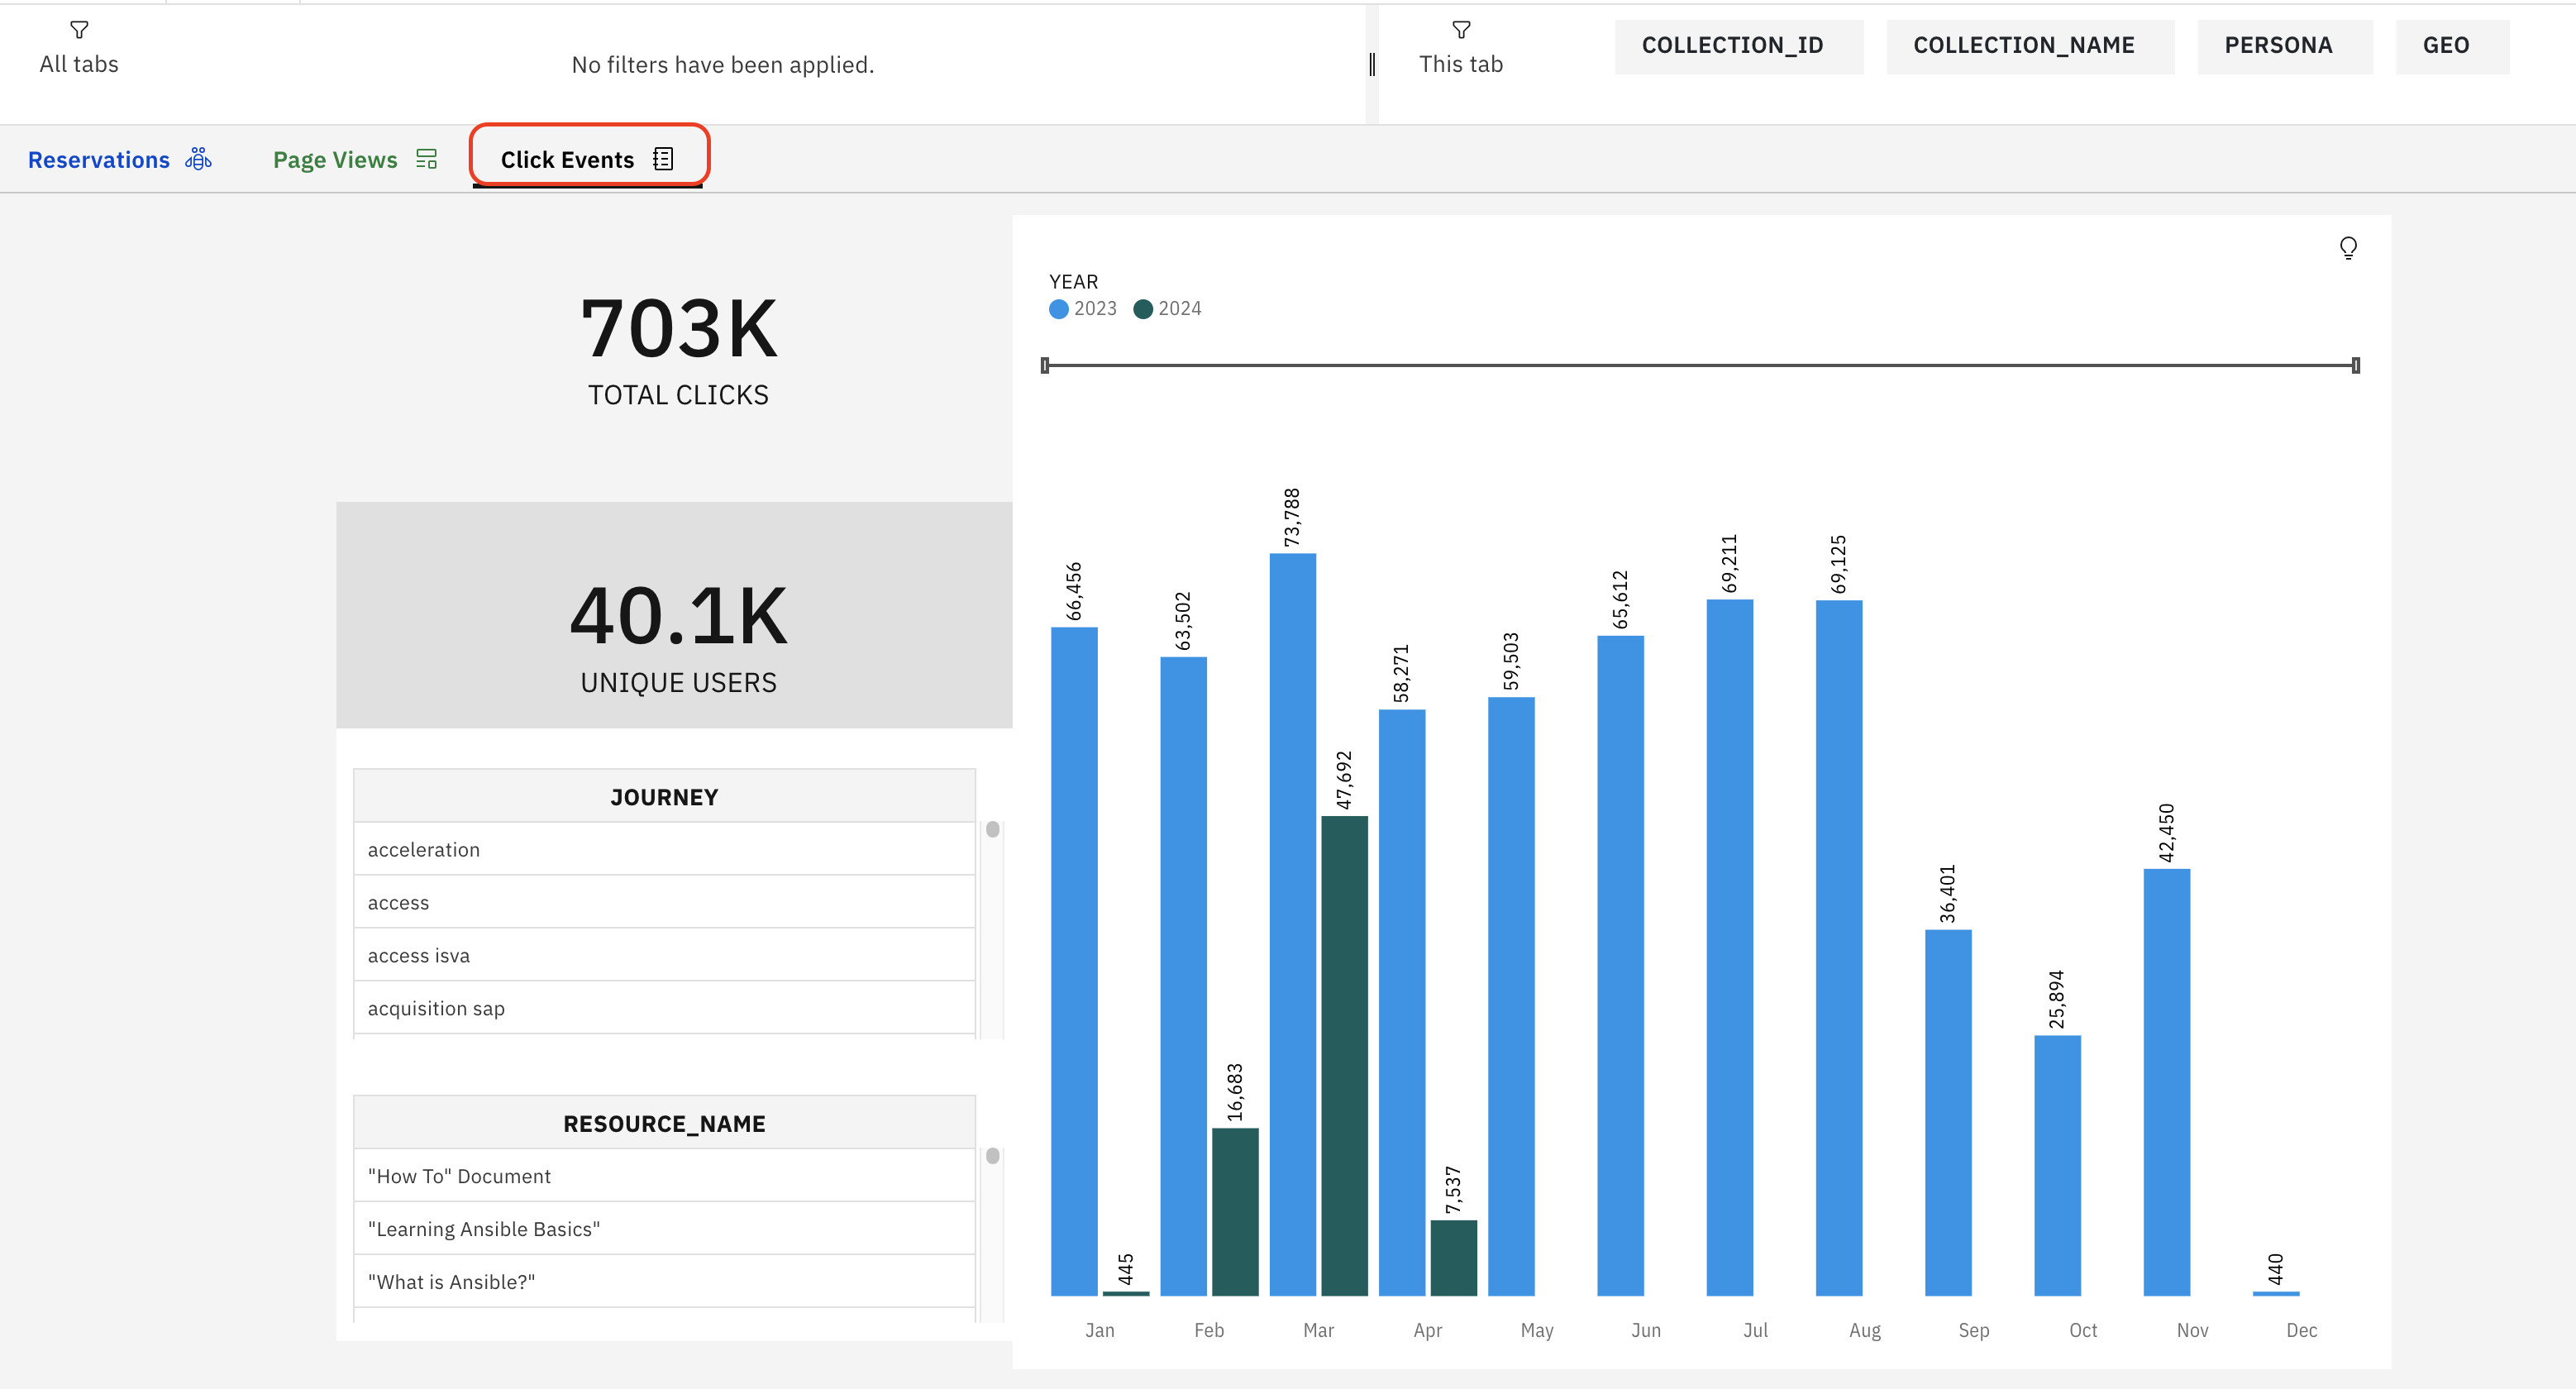 All tabs
No filters have been applied.
This tab
COLLECTION_ID
COLLECTION_NAME
PERSONA
GEO
Reservations
Page Views
Click Events
703K
TOTAL CLICKS
40.1K
UNIQUE USERS
JOURNEY
acceleration
access
access isva
acquisition sap
RESOURCE_NAME
"How To" Document
"Learning Ansible Basics"
"What is Ansible?"
YEAR
2023 2024
66,456
445
63,502
16,683
73,788
47,692
58,271
7,537
59,503
65,612
69,211
69,125
36,401
25,894
42,450
440
Jan Feb Mar Apr May Jun Jul Aug Sep Oct Nov Dec